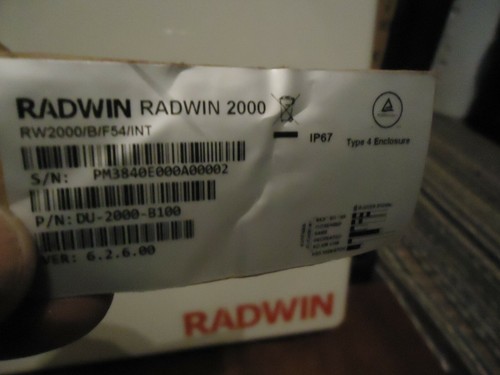 RADWIN RADWIN 2000
RW2000/B/F54/INT
IP67
Type 4 Enclosure
S/N: PM3840E000A00002
P/N: DU-2000-B100
VER: 6.2.6.00
RADWIN